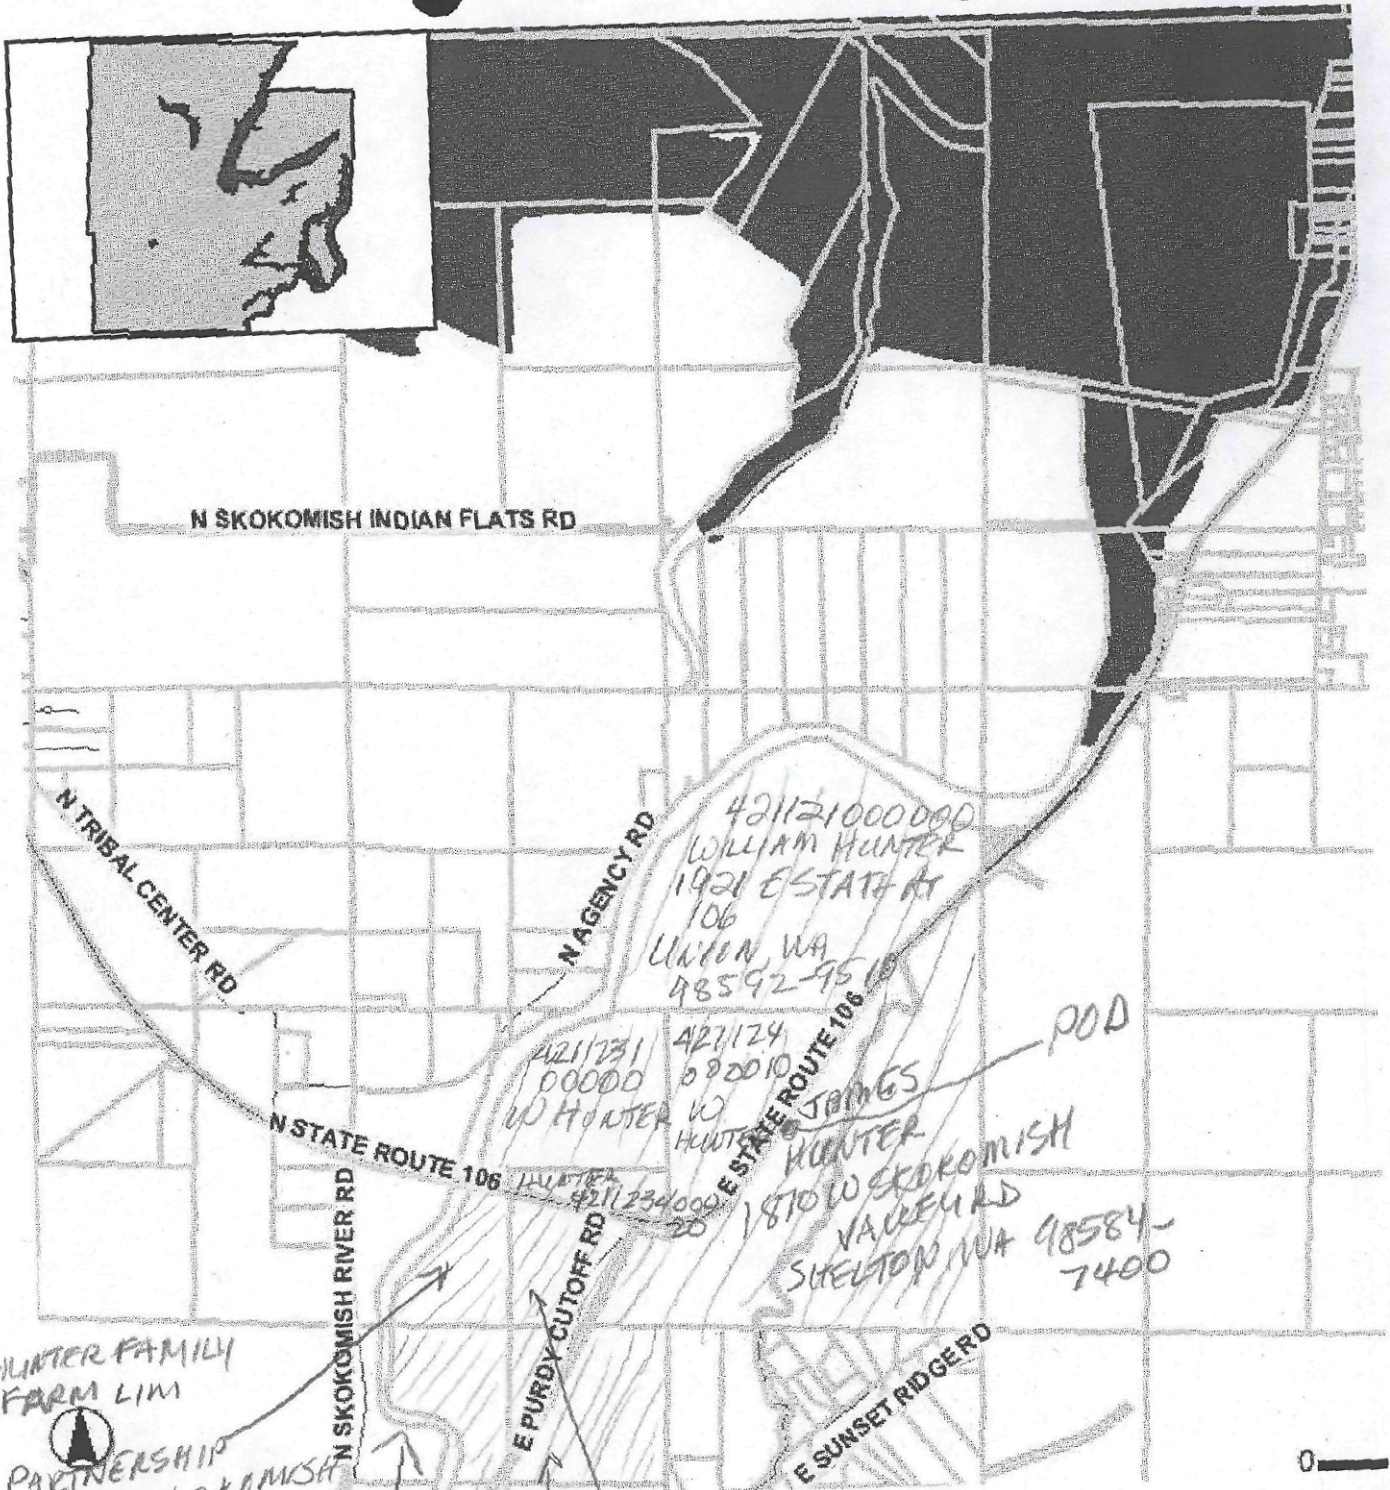 N SKOKOMISH INDIAN FLATS RD
N TRIBAL CENTER RD
N AGENCY RD
421121000000
WILLIAM HUNTER
1921 E STATE RT
106
UNION, WA
98592-9510
E STATE ROUTE 106
POD
4211231
00000
W HUNTER
421124
000010
W
HUNTER
JAMES
HUNTER
1870 W SKOKOMISH
VALLEY RD
SHELTON WA 98584-
7400
N STATE ROUTE 106
HUNTER
4211234000
20
N SKOKOMISH RIVER RD
E PURDY CUTOFF RD
E SUNSET RIDGE RD
HUNTER FAMILY
FARM LIM
PARTNERSHIP
0